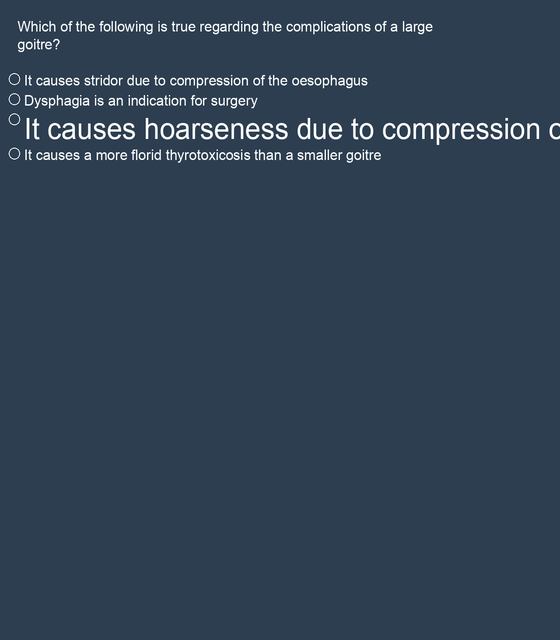 Which of the following is true regarding the complications of a large
goitre?
It causes stridor due to compression of the oesophagus
Dysphagia is an indication for surgery
It causes hoarseness due to compression
It causes a more florid thyrotoxicosis than a smaller goitre